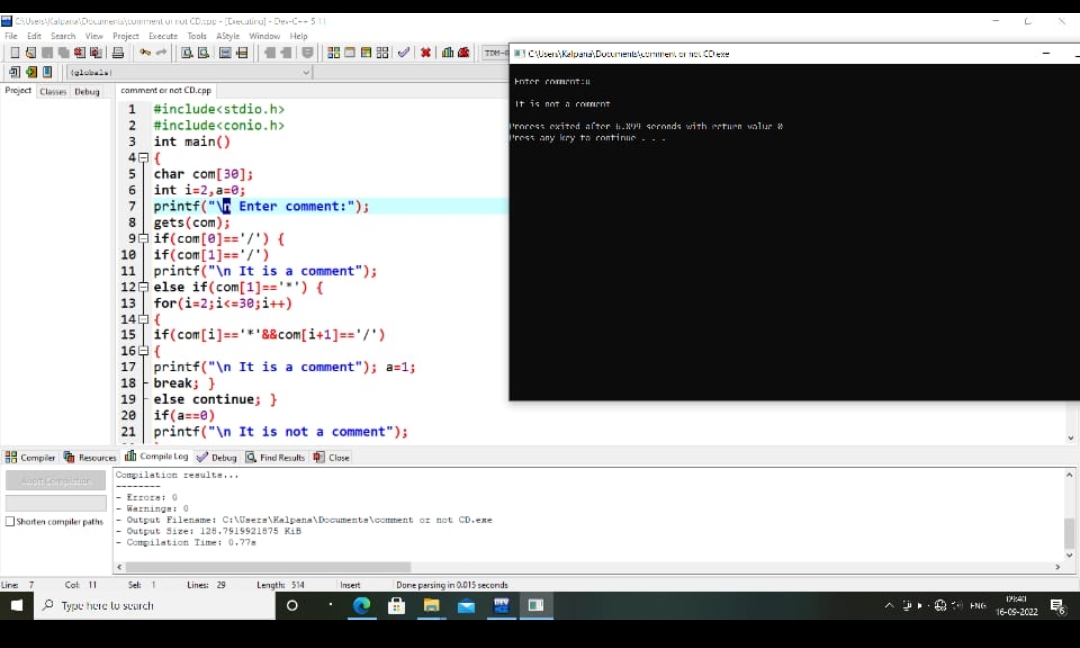 C:\Users\Kalpana\Documents\comment or not CD.cpp - [Executing] - Dev-C++ 5.11
File Edit Search View Project Execute Tools AStyle Window Help
TDM-G
(globals)
Project Classes Debug
comment or not CD.cpp
1 #include<stdio.h>
2 #include<conio.h>
3 int main()
4 {
5 char com[30];
6 int i=2,a=0;
7 printf("\n Enter comment:");
8 gets(com);
9 if(com[0]=='/') {
10 if(com[1]=='/')
11 printf("\n It is a comment");
12 else if(com[1]=='*') {
13 for(i=2;i<=30;i++)
14 {
15 if(com[i]=='*'&&com[i+1]=='/')
16 {
17 printf("\n It is a comment"); a=1;
18 break; }
19 else continue; }
20 if(a==0)
21 printf("\n It is not a comment");
C:\Users\Kalpana\Documents\comment or not CD.exe
Enter comment:
It is not a comment
Process exited after 6.899 seconds with return value 0
Press any key to continue . . .
Compiler Resources Compile Log Debug Find Results Close
Abort Compilation
Shorten compiler paths
Compilation results...
--------
- Errors: 0
- Warnings: 0
- Output Filename: C:\Users\Kalpana\Documents\comment or not CD.exe
- Output Size: 128.7919921875 KiB
- Compilation Time: 0.77s
Line: 7 Col: 11 Sel: 1 Lines: 29 Length: 514 Insert Done parsing in 0.015 seconds
Type here to search
ENG
09:40
16-09-2022
6